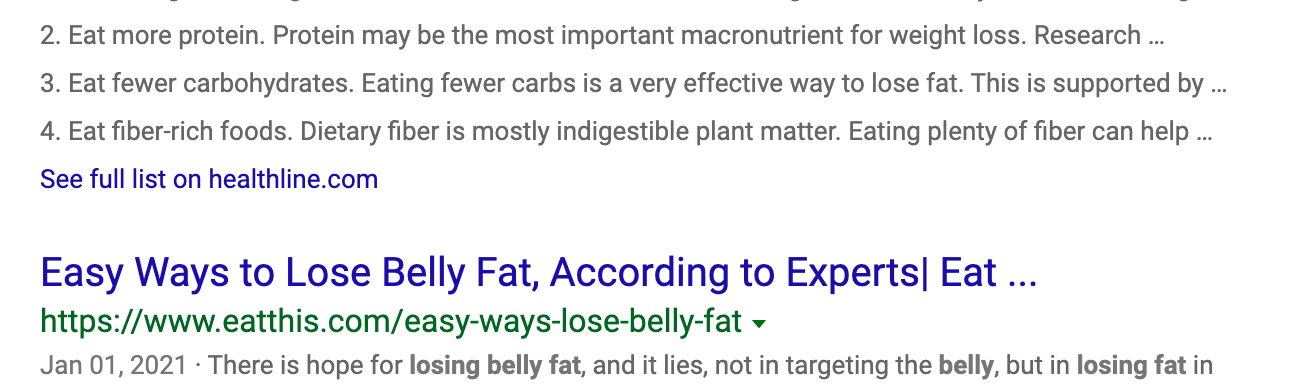 2. Eat more protein. Protein may be the most important macronutrient for weight loss. Research ...
3. Eat fewer carbohydrates. Eating fewer carbs is a very effective way to lose fat. This is supported by ...
4. Eat fiber-rich foods. Dietary fiber is mostly indigestible plant matter. Eating plenty of fiber can help ...
See full list on healthline.com
Easy Ways to Lose Belly Fat, According to Experts| Eat ...
https://www.eatthis.com/easy-ways-lose-belly-fat
Jan 01, 2021 · There is hope for losing belly fat, and it lies, not in targeting the belly, but in losing fat in